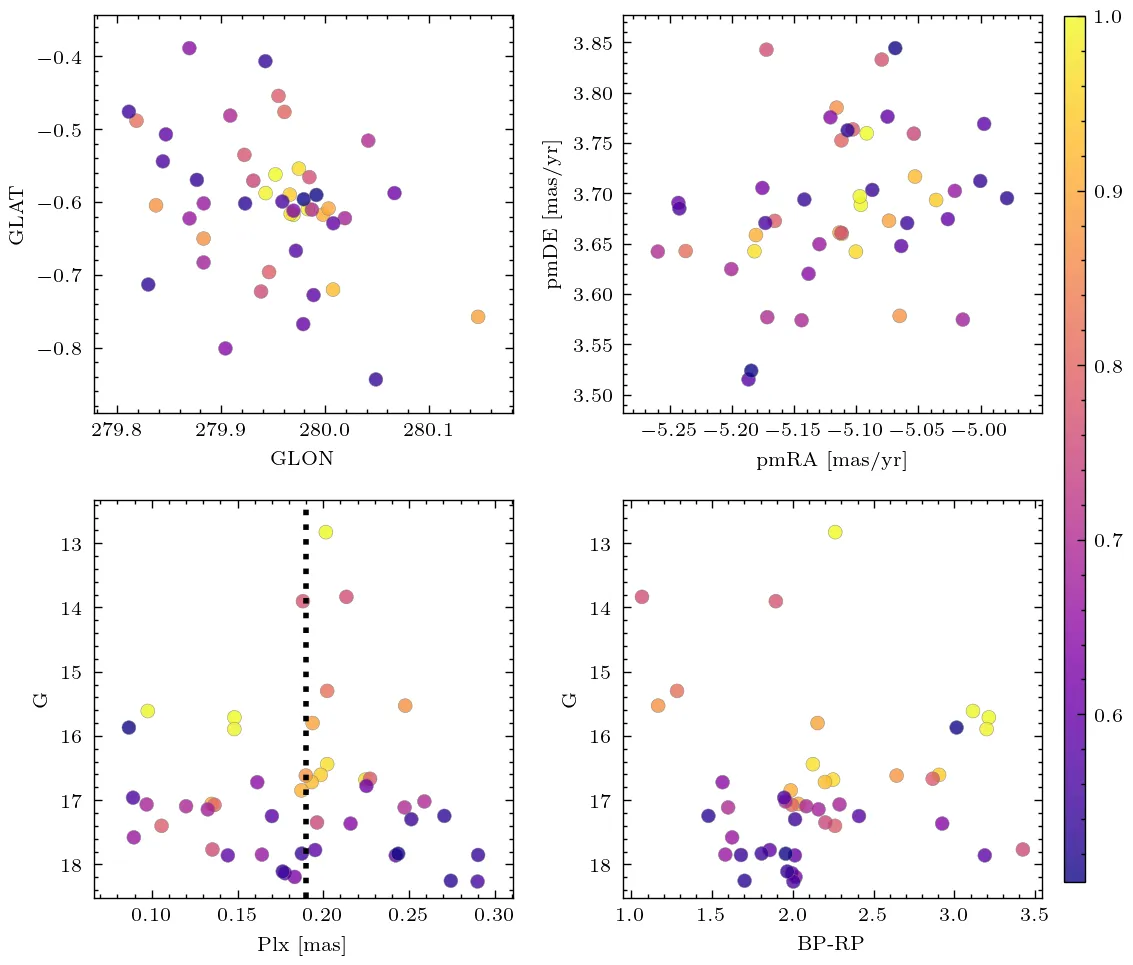 −0.4
−0.5
−0.6
−0.7
−0.8
GLAT
279.8 279.9 280.0 280.1
GLON
3.85
3.80
3.75
3.70
3.65
3.60
3.55
3.50
pmDE [mas/yr]
−5.25 −5.20 −5.15 −5.10 −5.05 −5.00
pmRA [mas/yr]
13
14
15
16
17
18
G
0.10 0.15 0.20 0.25 0.30
Plx [mas]
13
14
15
16
17
18
G
1.0 1.5 2.0 2.5 3.0 3.5
BP-RP
1.0
0.9
0.8
0.7
0.6